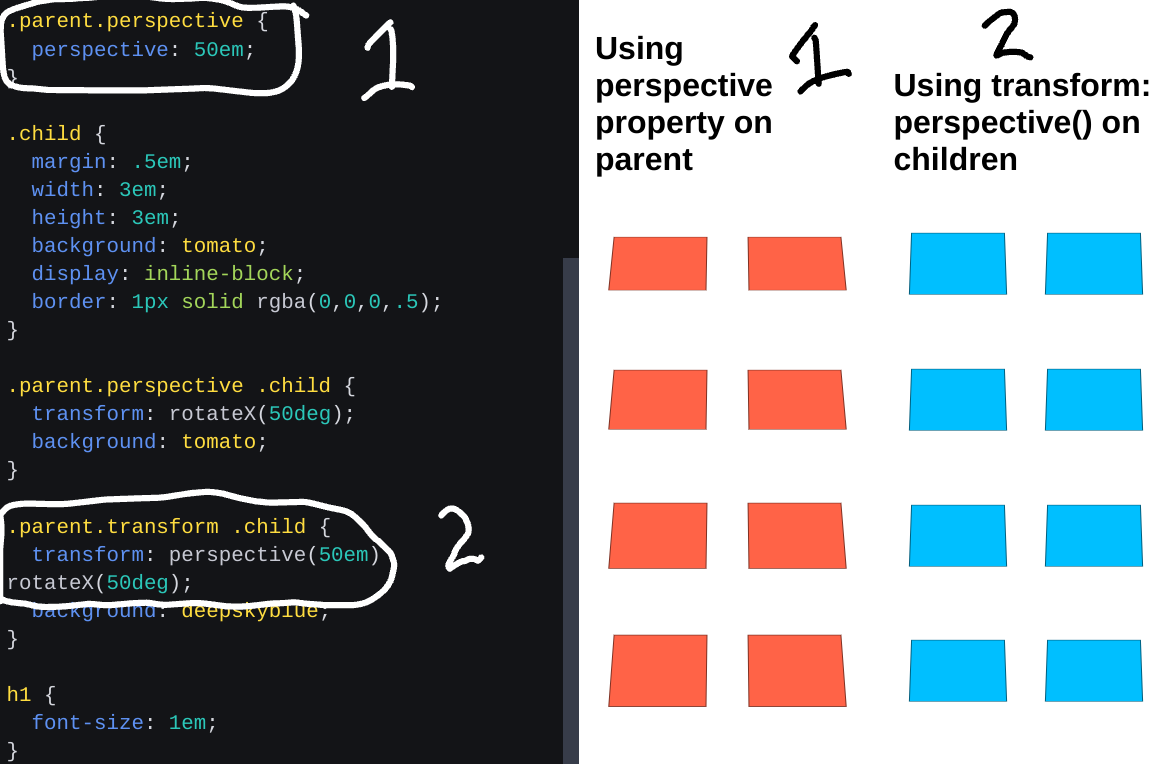 .parent.perspective {
  perspective: 50em;
}
1
.child {
  margin: .5em;
  width: 3em;
  height: 3em;
  background: tomato;
  display: inline-block;
  border: 1px solid rgba(0,0,0,.5);
}
.parent.perspective .child {
  transform: rotateX(50deg);
  background: tomato;
}
.parent.transform .child {
  transform: perspective(50em)
rotateX(50deg);
  background: deepskyblue;
}
2
h1 {
  font-size: 1em;
}
Using
perspective
property on
parent
1
2
Using transform:
perspective() on
children